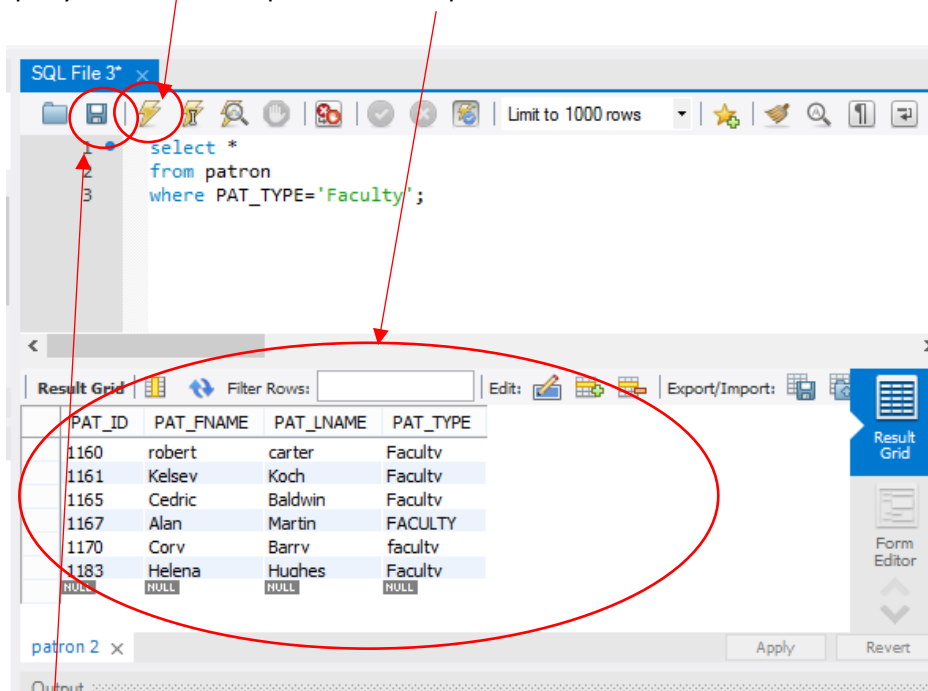 SQL File 3*
Limit to 1000 rows
1 select *
2 from patron
3 where PAT_TYPE='Faculty';
Result Grid Filter Rows: Edit: Export/Import:
PAT_ID PAT_FNAME PAT_LNAME PAT_TYPE
1160 robert carter Faculty
1161 Kelsey Koch Faculty
1165 Cedric Baldwin Faculty
1167 Alan Martin FACULTY
1170 Cory Barry faculty
1183 Helena Hughes Faculty
NULL NULL NULL NULL
Result
Grid
Form
Editor
patron 2 Apply Revert
Output